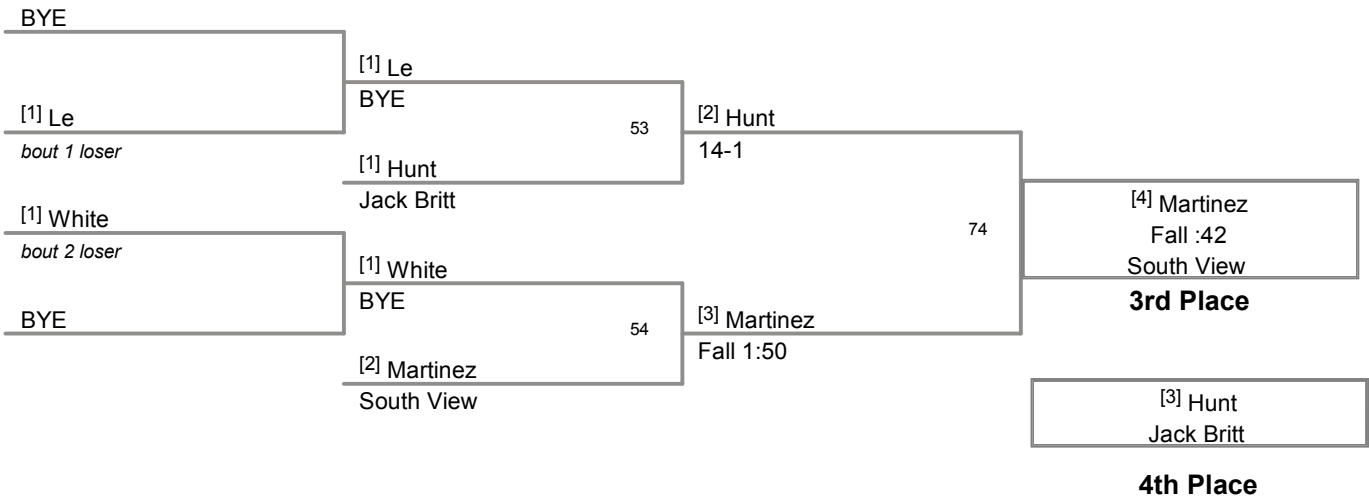 BYE
[1] Le
bout 1 loser
[1] White
bout 2 loser
BYE
[1] Le
BYE
53
[1] Hunt
Jack Britt
[1] White
BYE
54
[2] Martinez
South View
[2] Hunt
14-1
74
[3] Martinez
Fall 1:50
[4] Martinez
Fall :42
South View
3rd Place
[3] Hunt
Jack Britt
4th Place